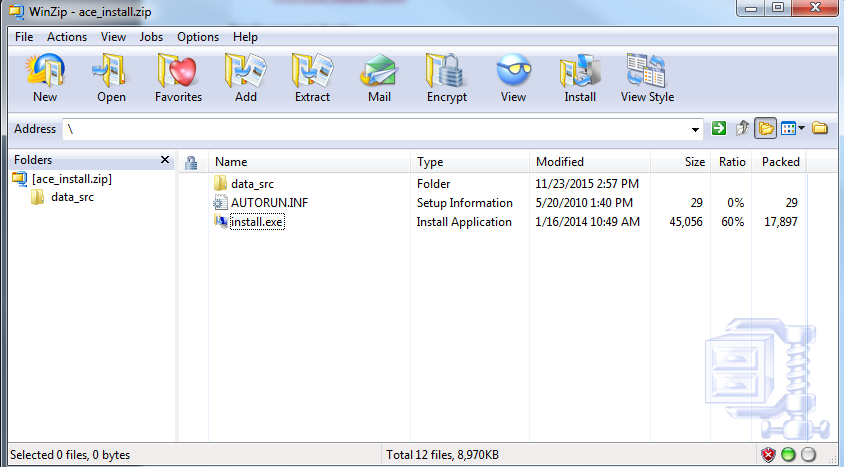 WinZip - ace_install.zip
File Actions View Jobs Options Help
New Open Favorites Add Extract Mail Encrypt View Install View Style
Address \
Folders
[ace_install.zip]
data_src
Name Type Modified Size Ratio Packed
data_src Folder 11/23/2015 2:57 PM
AUTORUN.INF Setup Information 5/20/2010 1:40 PM 29 0% 29
install.exe Install Application 1/16/2014 10:49 AM 45,056 60% 17,897
Selected 0 files, 0 bytes Total 12 files, 8,970KB